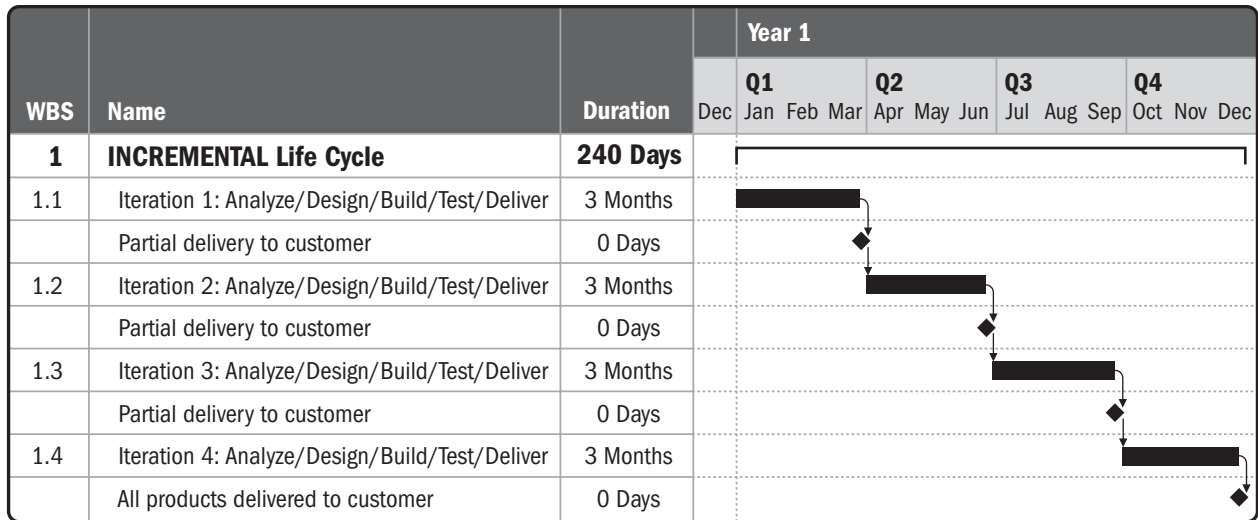 Year 1
Q1 Q2 Q3 Q4
WBS Name Duration Dec Jan Feb Mar Apr May Jun Jul Aug Sep Oct Nov Dec
1 INCREMENTAL Life Cycle 240 Days
1.1 Iteration 1: Analyze/Design/Build/Test/Deliver 3 Months
Partial delivery to customer 0 Days
1.2 Iteration 2: Analyze/Design/Build/Test/Deliver 3 Months
Partial delivery to customer 0 Days
1.3 Iteration 3: Analyze/Design/Build/Test/Deliver 3 Months
Partial delivery to customer 0 Days
1.4 Iteration 4: Analyze/Design/Build/Test/Deliver 3 Months
All products delivered to customer 0 Days